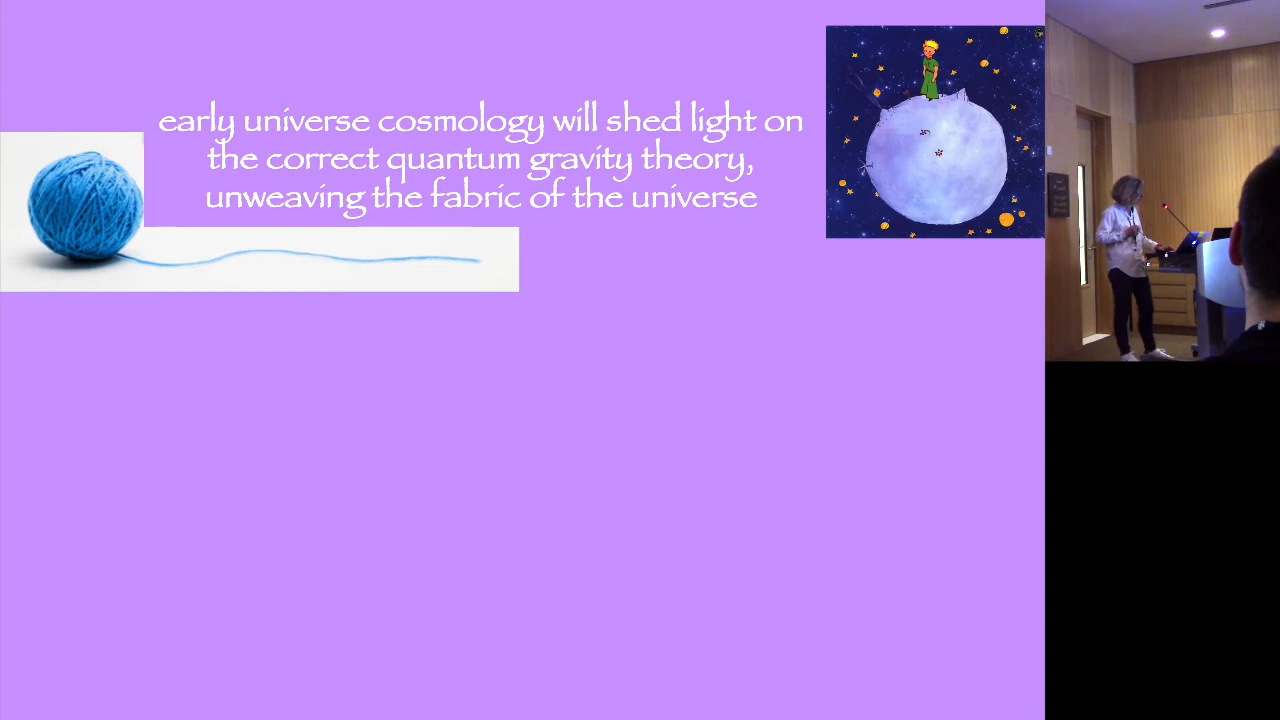 early universe cosmology will shed light on
the correct quantum gravity theory,
unweaving the fabric of the universe